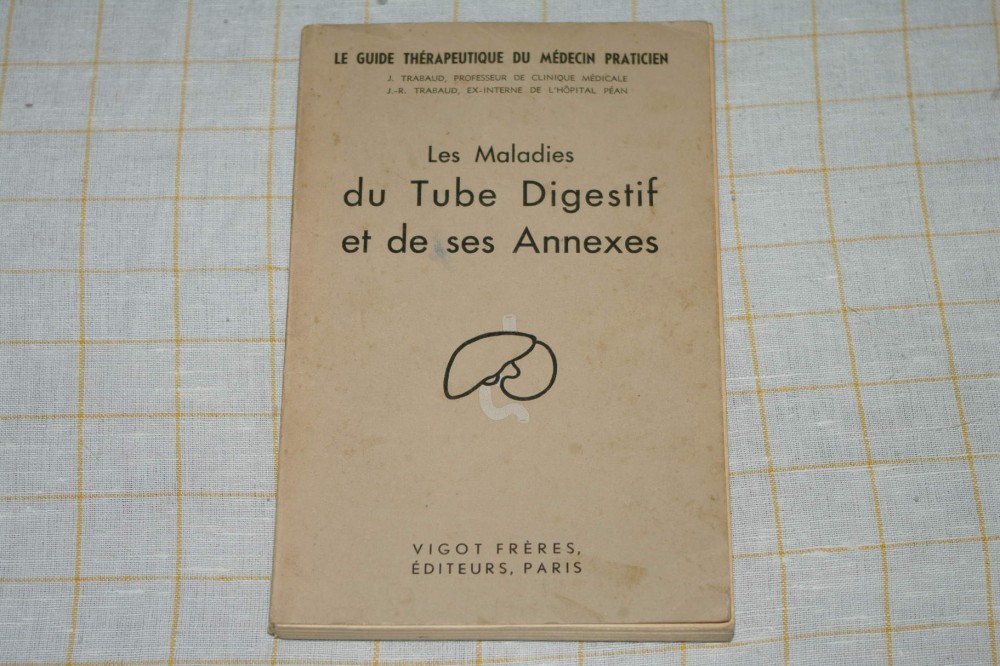 LE GUIDE THÉRAPEUTIQUE DU MÉDECIN PRATICIEN
J. TRABAUD, PROFESSEUR DE CLINIQUE MÉDICALE
J.-R. TRABAUD, EX-INTERNE DE L'HÔPITAL PÉAN
Les Maladies
du Tube Digestif
et de ses Annexes
VIGOT FRÈRES,
ÉDITEURS, PARIS